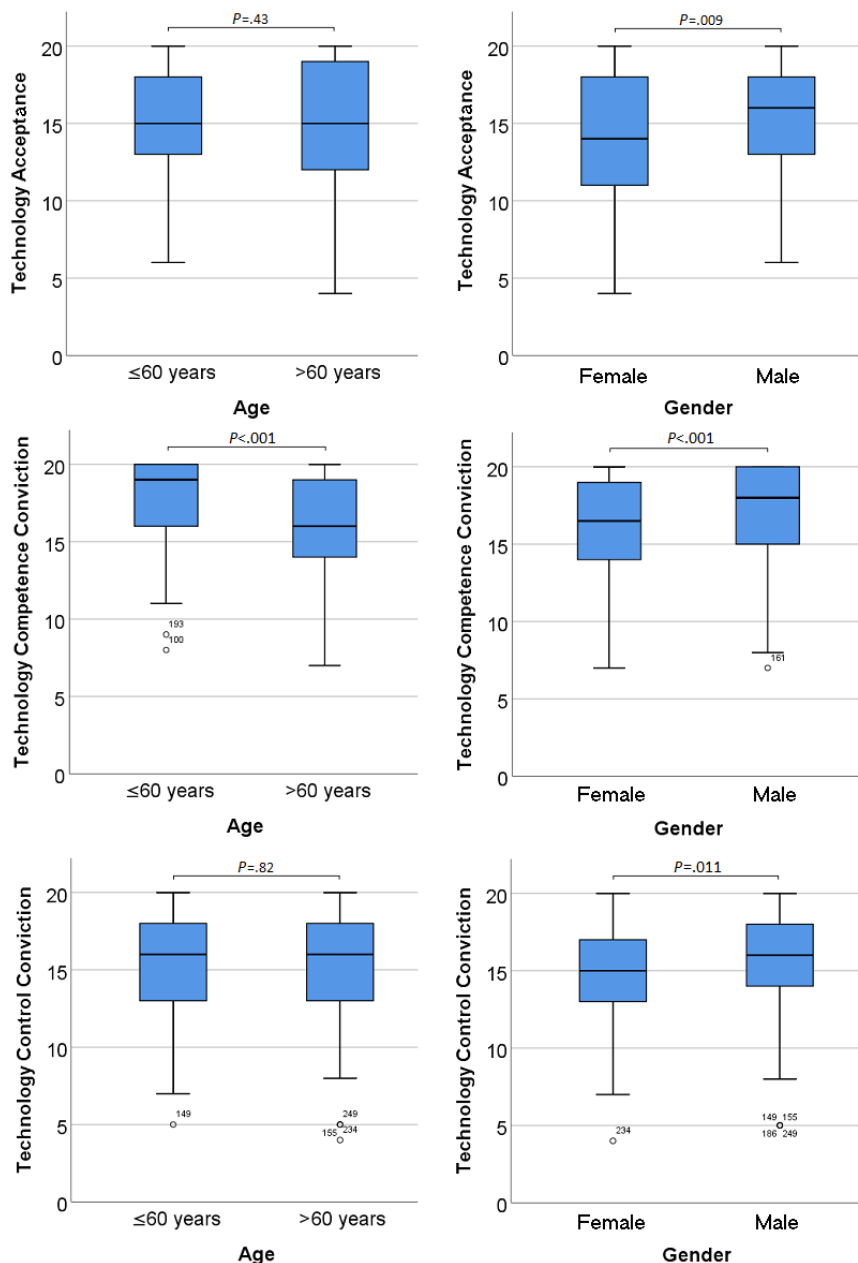 P=.43
Technology Acceptance
20
15
10
5
0
≤60 years >60 years
Age
P=.009
Technology Acceptance
20
15
10
5
0
Female Male
Gender
P<.001
Technology Competence Conviction
20
15
10
5
0
193
100
≤60 years >60 years
Age
P<.001
Technology Competence Conviction
20
15
10
5
0
161
Female Male
Gender
P=.82
Technology Control Conviction
20
15
10
5
0
149
249
155 234
≤60 years >60 years
Age
P=.011
Technology Control Conviction
20
15
10
5
0
234
149 155
186 249
Female Male
Gender